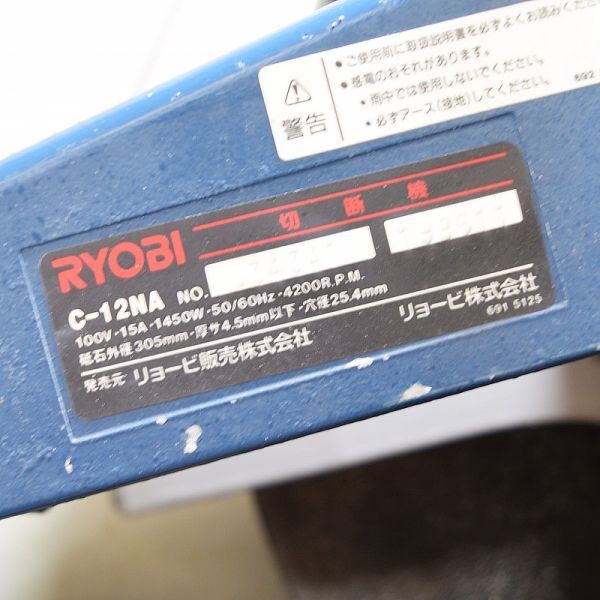 ・ご使用前に取扱説明書を必ずよくお読みくだ
・感電のおそれがあります。
・雨中では使用しないでください。
・必ずアース(接地)してください。
警告
692
RYOBI
切断機
C-12NA NO.
100V・15A・1450W・50/60Hz・4200R.P.M.
砥石外径305mm・厚サ4.5mm以下・穴径25.4mm
発売元 リョービ販売株式会社
リョービ株式会社
691 5125